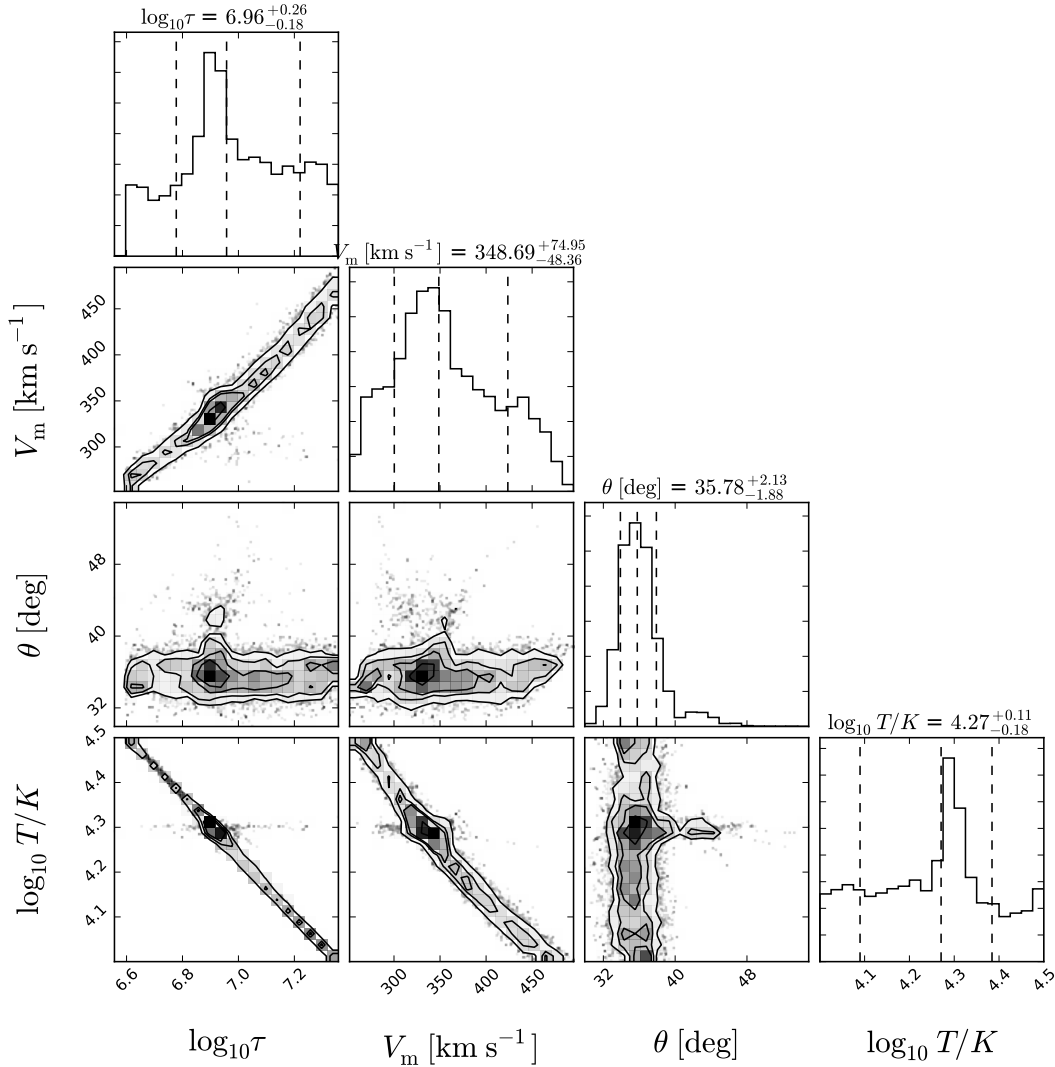 log₁₀τ = 6.96 +0.26 −0.18
Vₘ [km s⁻¹] = 348.69 +74.95 −48.36
Vₘ [km s⁻¹]
450
400
350
300
θ [deg] = 35.78 +2.13 −1.88
θ [deg]
48
40
32
log₁₀ T/K = 4.27 +0.11 −0.18
log₁₀ T/K
4.5
4.4
4.3
4.2
4.1
6.6 6.8 7.0 7.2
300 350 400 450
32 40 48
4.1 4.2 4.3 4.4 4.5
log₁₀τ
Vₘ [km s⁻¹]
θ [deg]
log₁₀ T/K